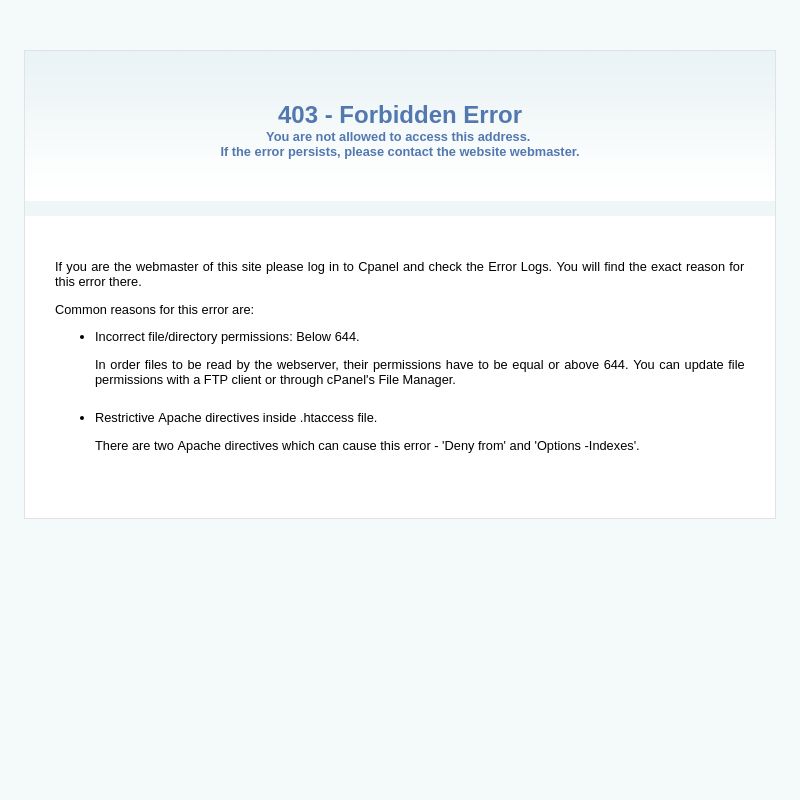 403 - Forbidden Error
You are not allowed to access this address.
If the error persists, please contact the website webmaster.
If you are the webmaster of this site please log in to Cpanel and check the Error Logs. You will find the exact reason for
this error there.
Common reasons for this error are:
• Incorrect file/directory permissions: Below 644.
In order files to be read by the webserver, their permissions have to be equal or above 644. You can update file
permissions with a FTP client or through cPanel's File Manager.
• Restrictive Apache directives inside .htaccess file.
There are two Apache directives which can cause this error - 'Deny from' and 'Options -Indexes'.